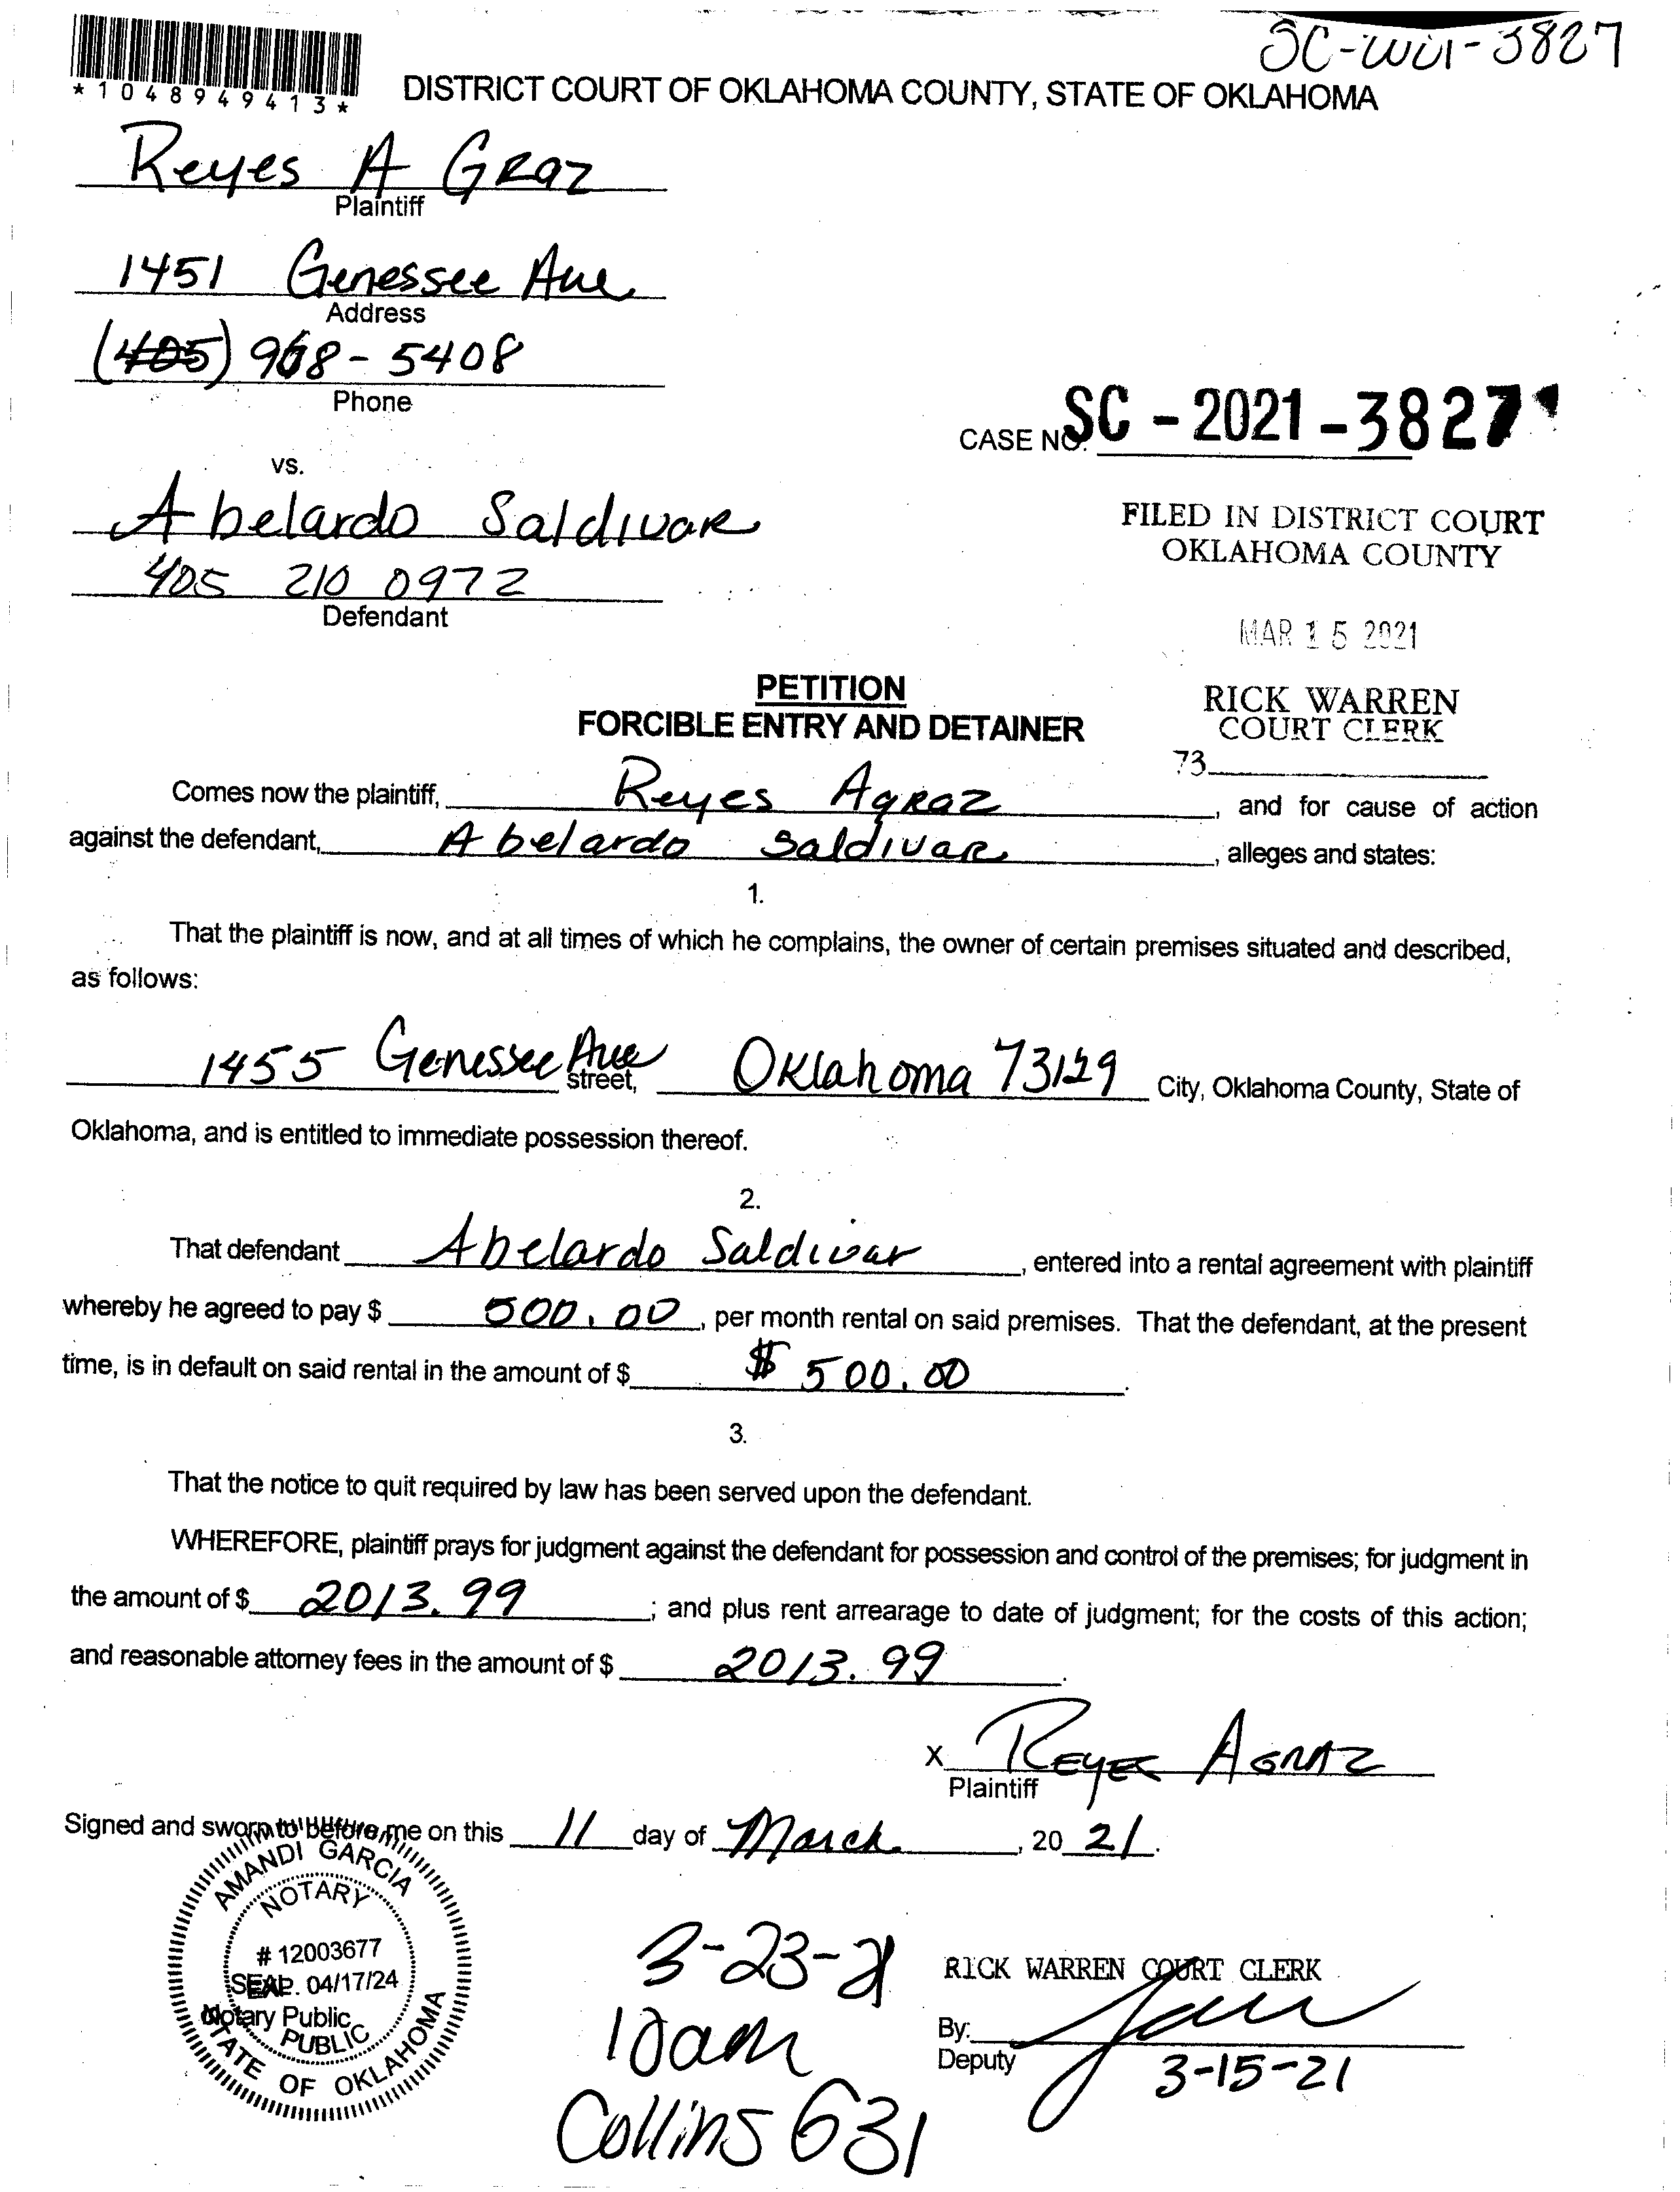 SC-2021-3827
*1048949413*
DISTRICT COURT OF OKLAHOMA COUNTY, STATE OF OKLAHOMA
Reyes A GRaz
Plaintiff
1451 Genessee Ave
Address
(405) 968-5408
Phone
CASE NO. SC-2021-3827
vs.
Abelardo SaldivaR
405 210 0972
Defendant
FILED IN DISTRICT COURT
OKLAHOMA COUNTY
MAR 15 2021
RICK WARREN
COURT CLERK
73
PETITION
FORCIBLE ENTRY AND DETAINER
Comes now the plaintiff, Reyes AgRaz, and for cause of action
against the defendant, Abelardo SaldivaR, alleges and states:
1.
That the plaintiff is now, and at all times of which he complains, the owner of certain premises situated and described,
as follows:
1455 Genessee Ave street, Oklahoma 73129 City, Oklahoma County, State of
Oklahoma, and is entitled to immediate possession thereof.
2.
That defendant Abelardo Saldivar, entered into a rental agreement with plaintiff
whereby he agreed to pay $ 500.00, per month rental on said premises. That the defendant, at the present
time, is in default on said rental in the amount of $ $ 500.00.
3.
That the notice to quit required by law has been served upon the defendant.
WHEREFORE, plaintiff prays for judgment against the defendant for possession and control of the premises; for judgment in
the amount of $ 2013.99; and plus rent arrearage to date of judgment; for the costs of this action;
and reasonable attorney fees in the amount of $ 2013.99.
X REYES AGRAZ
Plaintiff
Signed and sworn to before me on this 11 day of March, 2021.
AMANDI GARCIA
NOTARY
# 12003677
SEAL EXP. 04/17/24
Notary Public
PUBLIC
STATE OF OKLAHOMA
3-23-21
10am
Collins 631
RICK WARREN COURT CLERK
By:
Deputy
3-15-21